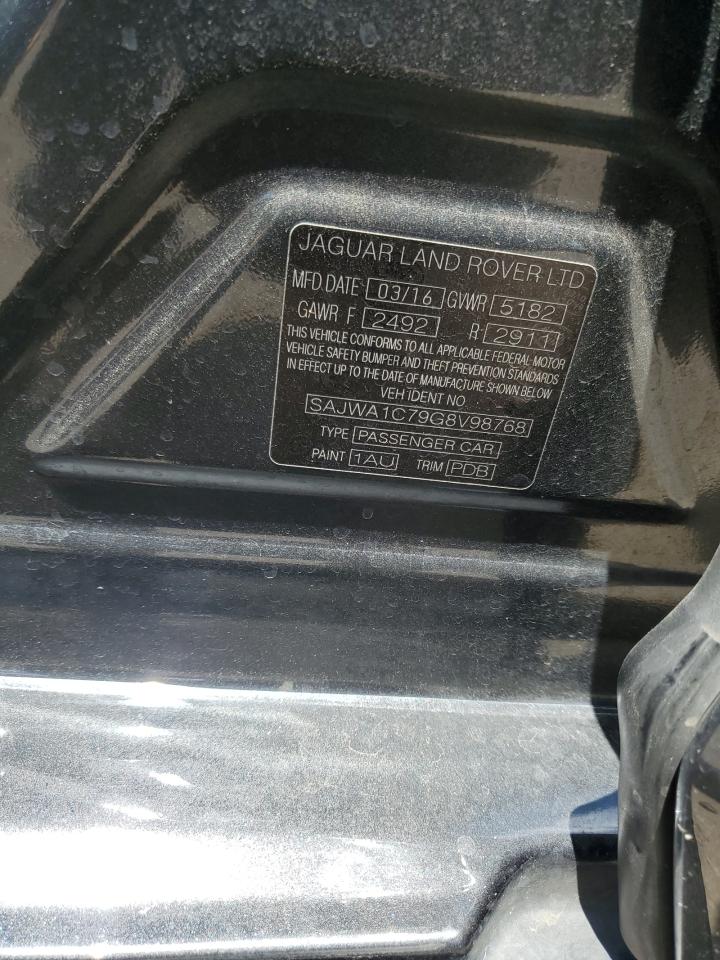 JAGUAR LAND ROVER LTD
MFD. DATE 03/16 GVWR 5182
GAWR F 2492 R 2911
THIS VEHICLE CONFORMS TO ALL APPLICABLE FEDERAL MOTOR
VEHICLE SAFETY BUMPER AND THEFT PREVENTION STANDARDS
IN EFFECT UP TO THE DATE OF MANUFACTURE SHOWN BELOW
VEH IDENT NO
SAJWA1C79G8V98768
TYPE PASSENGER CAR
PAINT 1AU TRIM PDB